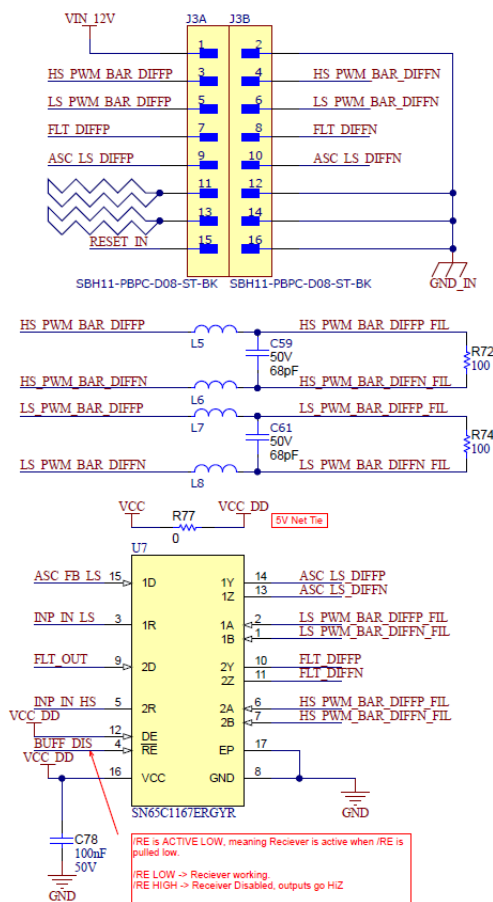 VIN_12V
J3A J3B
1 2
HS_PWM_BAR_DIFFP 3 4 HS_PWM_BAR_DIFFN
LS_PWM_BAR_DIFFP 5 6 LS_PWM_BAR_DIFFN
FLT_DIFFP 7 8 FLT_DIFFN
ASC_LS_DIFFP 9 10 ASC_LS_DIFFN
11 12
13 14
RESET_IN 15 16
SBH11-PBPC-D08-ST-BK SBH11-PBPC-D08-ST-BK
GND_IN
HS_PWM_BAR_DIFFP HS_PWM_BAR_DIFFP_FIL
L5
C59
50V
68pF
R72
100
HS_PWM_BAR_DIFFN HS_PWM_BAR_DIFFN_FIL
L6
LS_PWM_BAR_DIFFP LS_PWM_BAR_DIFFP_FIL
L7
C61
50V
68pF
R74
100
LS_PWM_BAR_DIFFN LS_PWM_BAR_DIFFN_FIL
L8
VCC VCC_DD
R77
0
5V Net Tie
U7
ASC_FB_LS 15 1D 1Y 14 ASC_LS_DIFFP
1Z 13 ASC_LS_DIFFN
INP_IN_LS 3 1R 1A 2 LS_PWM_BAR_DIFFP_FIL
1B 1 LS_PWM_BAR_DIFFN_FIL
FLT_OUT 9 2D 2Y 10 FLT_DIFFP
2Z 11 FLT_DIFFN
INP_IN_HS 5 2R 2A 6 HS_PWM_BAR_DIFFP_FIL
2B 7 HS_PWM_BAR_DIFFN_FIL
VCC_DD 12 DE
BUFF_DIS 4 RE EP 17
VCC_DD 16 VCC GND 8
GND
SN65C1167ERGYR
C78
100nF
50V
GND
/RE is ACTIVE LOW, meaning Reciever is active when /RE is
pulled low.
/RE LOW -> Receiver working.
/RE HIGH -> Receiver Disabled, outputs go HiZ